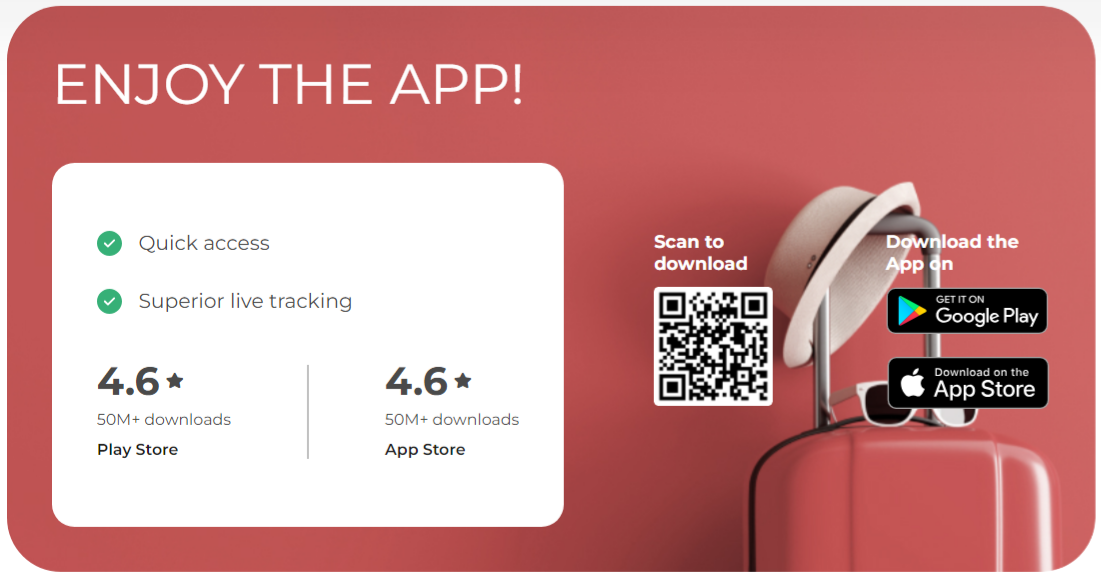 ENJOY THE APP!
Quick access
Superior live tracking
4.6
50M+ downloads
Play Store
4.6
50M+ downloads
App Store
Scan to
download
Download the
App on
GET IT ON
Google Play
Download on the
App Store